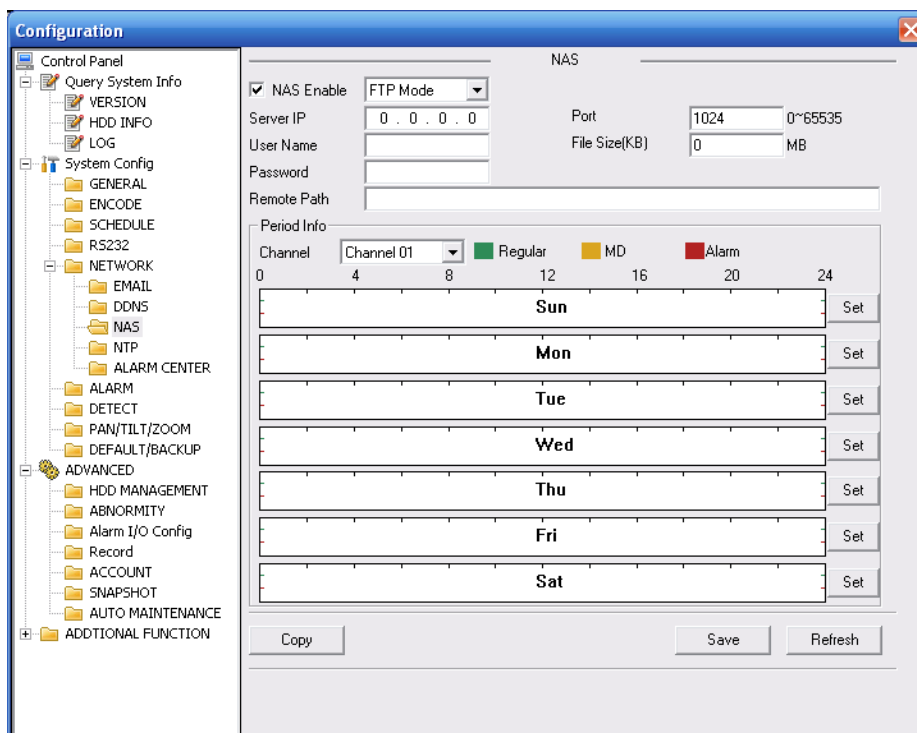 Configuration
Control Panel
Query System Info
VERSION
HDD INFO
LOG
System Config
GENERAL
ENCODE
SCHEDULE
RS232
NETWORK
EMAIL
DDNS
NAS
NTP
ALARM CENTER
ALARM
DETECT
PAN/TILT/ZOOM
DEFAULT/BACKUP
ADVANCED
HDD MANAGEMENT
ABNORMITY
Alarm I/O Config
Record
ACCOUNT
SNAPSHOT
AUTO MAINTENANCE
ADDTIONAL FUNCTION
NAS
NAS Enable FTP Mode
Server IP 0 . 0 . 0 . 0 Port 1024 0~65535
User Name File Size(KB) 0 MB
Password
Remote Path
Period Info
Channel Channel 01 Regular MD Alarm
0 4 8 12 16 20 24
Sun Set
Mon Set
Tue Set
Wed Set
Thu Set
Fri Set
Sat Set
Copy Save Refresh